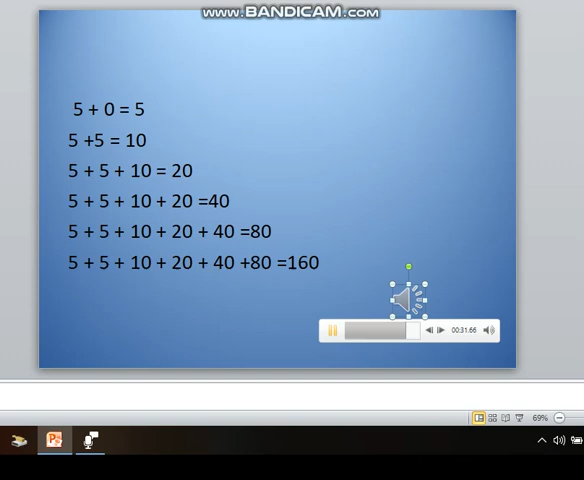 www.BANDICAM.com
5 + 0 = 5
5 +5 = 10
5 + 5 + 10 = 20
5 + 5 + 10 + 20 =40
5 + 5 + 10 + 20 + 40 =80
5 + 5 + 10 + 20 + 40 +80 =160
00:31.66
69%